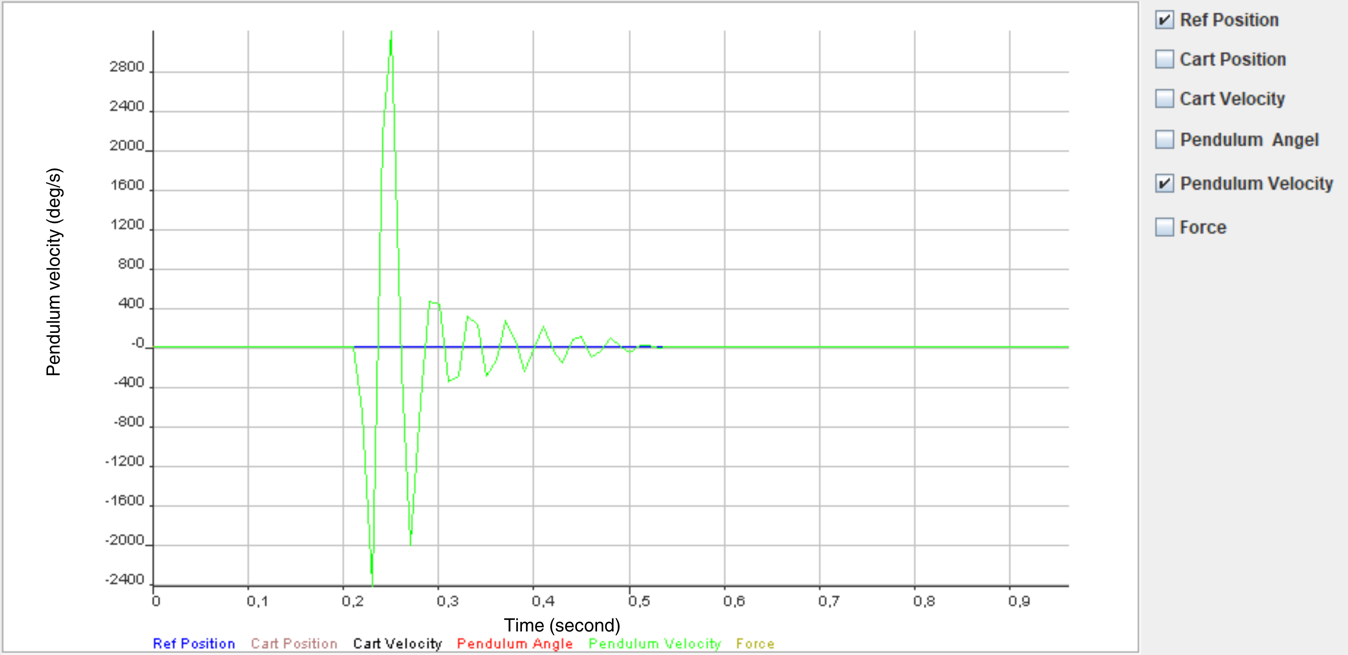 Ref Position
Cart Position
Cart Velocity
Pendulum Angel
Pendulum Velocity
Force
Pendulum velocity (deg/s)
2800
2400
2000
1600
1200
800
400
-0
-400
-800
-1200
-1600
-2000
-2400
0 0,1 0,2 0,3 0,4 0,5 0,6 0,7 0,8 0,9
Time (second)
Ref Position Cart Position Cart Velocity Pendulum Angle Pendulum Velocity Force